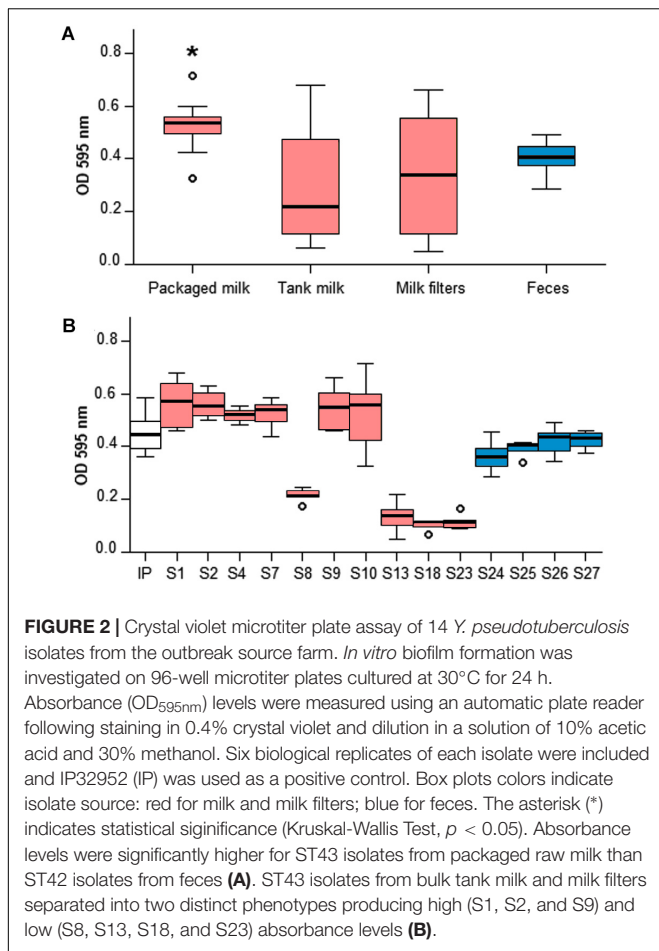 A
*
0.8
0.6
0.4
0.2
0.0
OD 595 nm
Packaged milk Tank milk Milk filters Feces
B
0.8
0.6
0.4
0.2
0.0
OD 595 nm
IP S1 S2 S4 S7 S8 S9 S10 S13 S18 S23 S24 S25 S26 S27
FIGURE 2 | Crystal violet microtiter plate assay of 14 Y. pseudotuberculosis
isolates from the outbreak source farm. In vitro biofilm formation was
investigated on 96-well microtiter plates cultured at 30°C for 24 h.
Absorbance (OD595nm) levels were measured using an automatic plate reader
following staining in 0.4% crystal violet and dilution in a solution of 10% acetic
acid and 30% methanol. Six biological replicates of each isolate were included
and IP32952 (IP) was used as a positive control. Box plots colors indicate
isolate source: red for milk and milk filters; blue for feces. The asterisk (*)
indicates statistical siginificance (Kruskal-Wallis Test, p < 0.05). Absorbance
levels were significantly higher for ST43 isolates from packaged raw milk than
ST42 isolates from feces (A). ST43 isolates from bulk tank milk and milk filters
separated into two distinct phenotypes producing high (S1, S2, and S9) and
low (S8, S13, S18, and S23) absorbance levels (B).